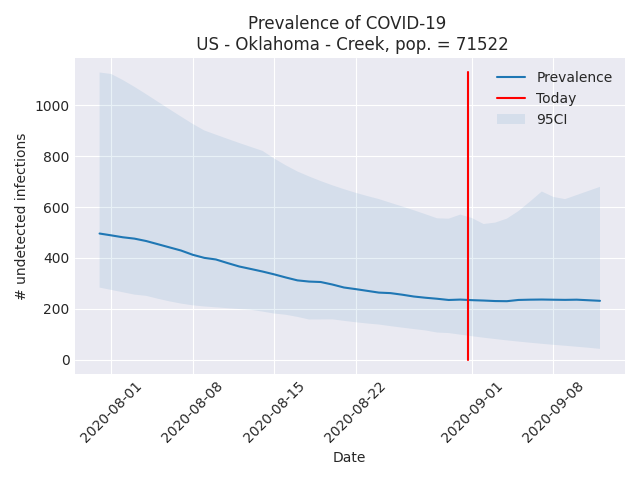 Prevalence of COVID-19
US - Oklahoma - Creek, pop. = 71522
Prevalence
Today
95CI
# undetected infections
1000
800
600
400
200
0
2020-08-01
2020-08-08
2020-08-15
2020-08-22
2020-09-01
2020-09-08
Date